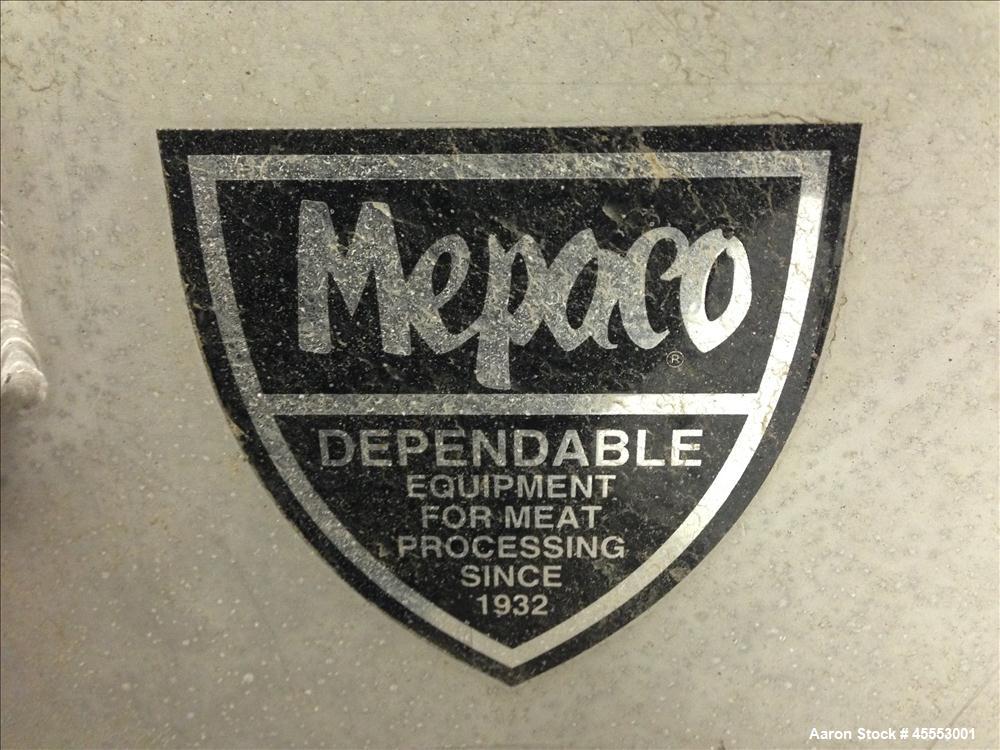 Mepaco
®
DEPENDABLE
EQUIPMENT
FOR MEAT
PROCESSING
SINCE
1932
Aaron Stock # 45553001